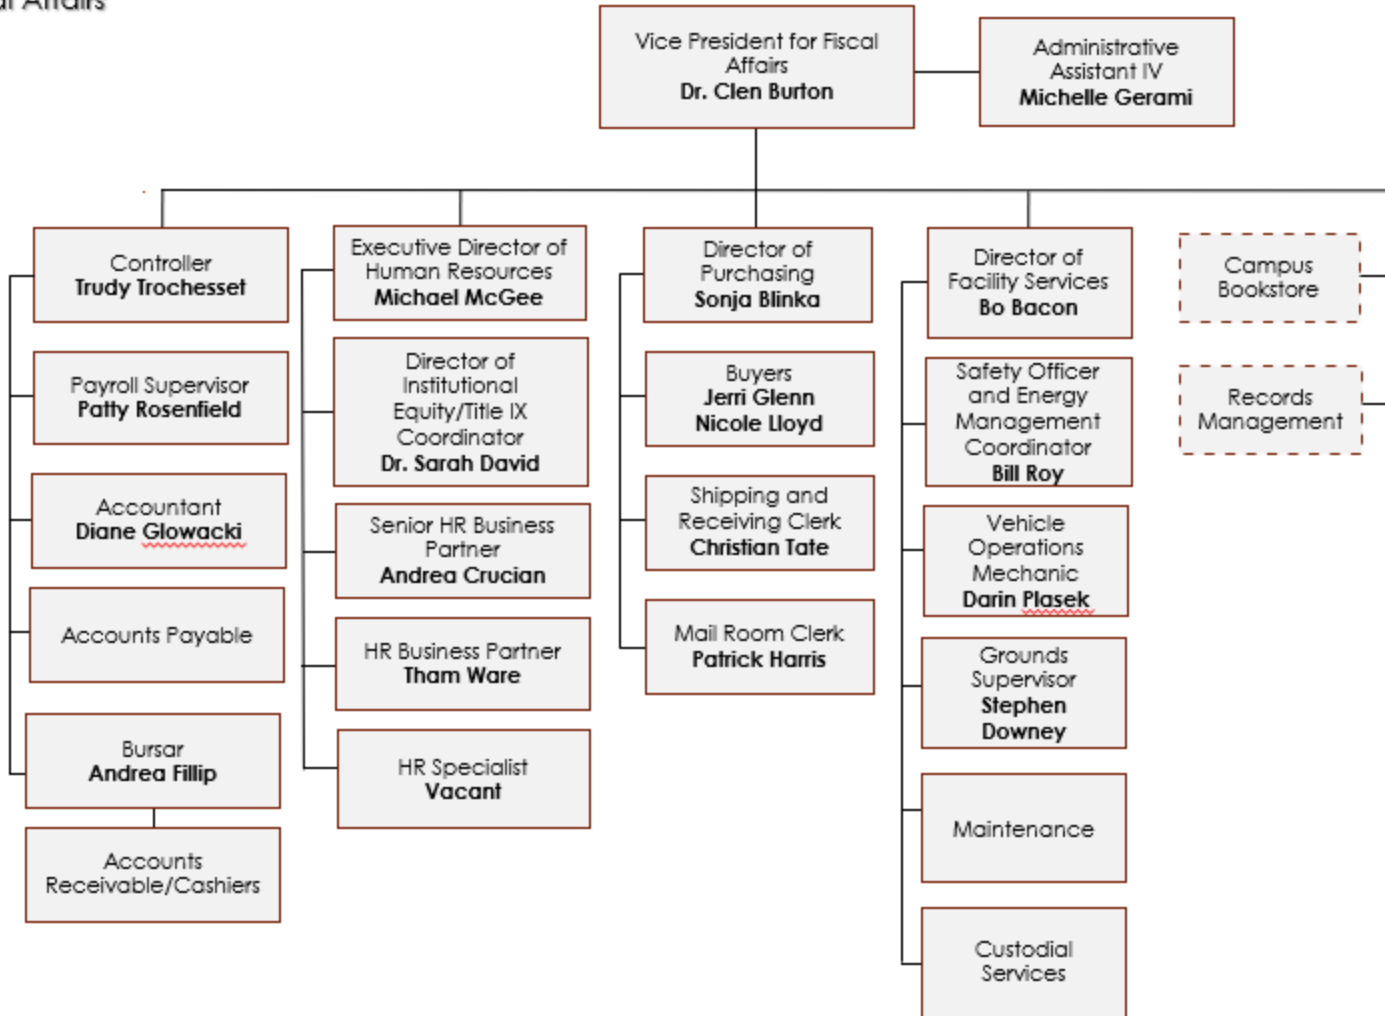 Affairs
Vice President for Fiscal
Affairs
Dr. Clen Burton
Administrative
Assistant IV
Michelle Gerami
Controller
Trudy Trochesset
Payroll Supervisor
Patty Rosenfield
Accountant
Diane Glowacki
Accounts Payable
Bursar
Andrea Fillip
Accounts
Receivable/Cashiers
Executive Director of
Human Resources
Michael McGee
Director of
Institutional
Equity/Title IX
Coordinator
Dr. Sarah David
Senior HR Business
Partner
Andrea Crucian
HR Business Partner
Tham Ware
HR Specialist
Vacant
Director of
Purchasing
Sonja Blinka
Buyers
Jerri Glenn
Nicole Lloyd
Shipping and
Receiving Clerk
Christian Tate
Mail Room Clerk
Patrick Harris
Director of
Facility Services
Bo Bacon
Safety Officer
and Energy
Management
Coordinator
Bill Roy
Vehicle
Operations
Mechanic
Darin Plasek
Grounds
Supervisor
Stephen
Downey
Maintenance
Custodial
Services
Campus
Bookstore
Records
Management